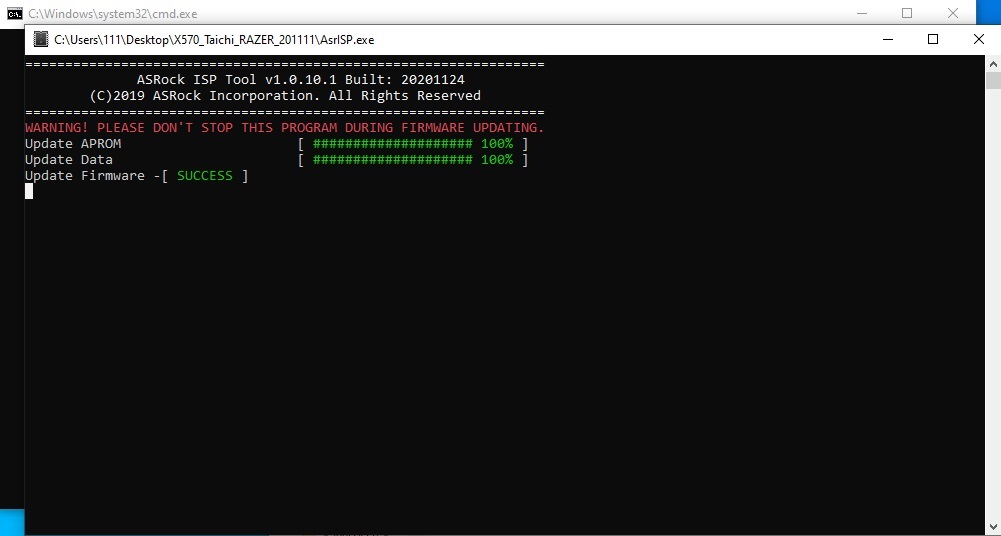 C:\Windows\system32\cmd.exe
C:\Users\111\Desktop\X570_Taichi_RAZER_201111\AsrISP.exe
=================================================================
ASRock ISP Tool v1.0.10.1 Built: 20201124
(C)2019 ASRock Incorporation. All Rights Reserved
=================================================================
WARNING! PLEASE DON'T STOP THIS PROGRAM DURING FIRMWARE UPDATING.
Update APROM [ #################### 100% ]
Update Data [ #################### 100% ]
Update Firmware -[ SUCCESS ]